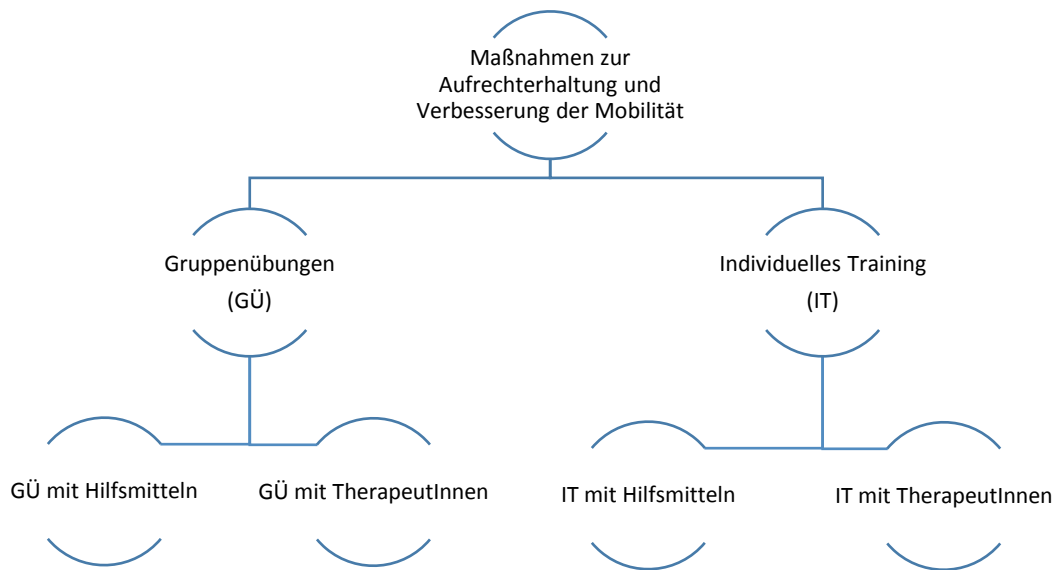 Maßnahmen zur
Aufrechterhaltung und
Verbesserung der Mobilität
Gruppenübungen
(GÜ)
Individuelles Training
(IT)
GÜ mit Hilfsmitteln
GÜ mit TherapeutInnen
IT mit Hilfsmitteln
IT mit TherapeutInnen